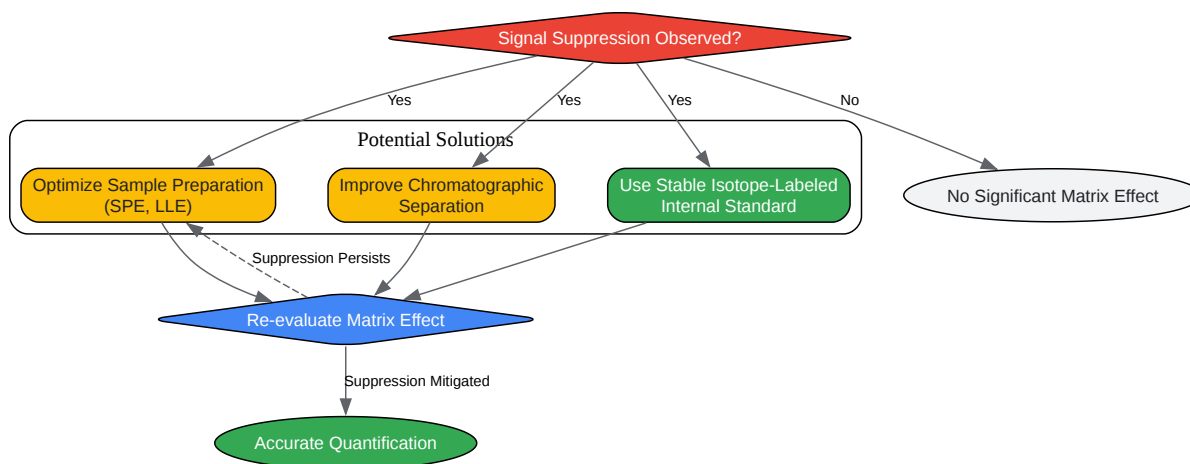 Signal Suppression Observed?
Yes
Yes
Yes
No
Potential Solutions
Optimize Sample Preparation
(SPE, LLE)
Improve Chromatographic
Separation
Use Stable Isotope-Labeled
Internal Standard
No Significant Matrix Effect
Suppression Persists
Re-evaluate Matrix Effect
Suppression Mitigated
Accurate Quantification